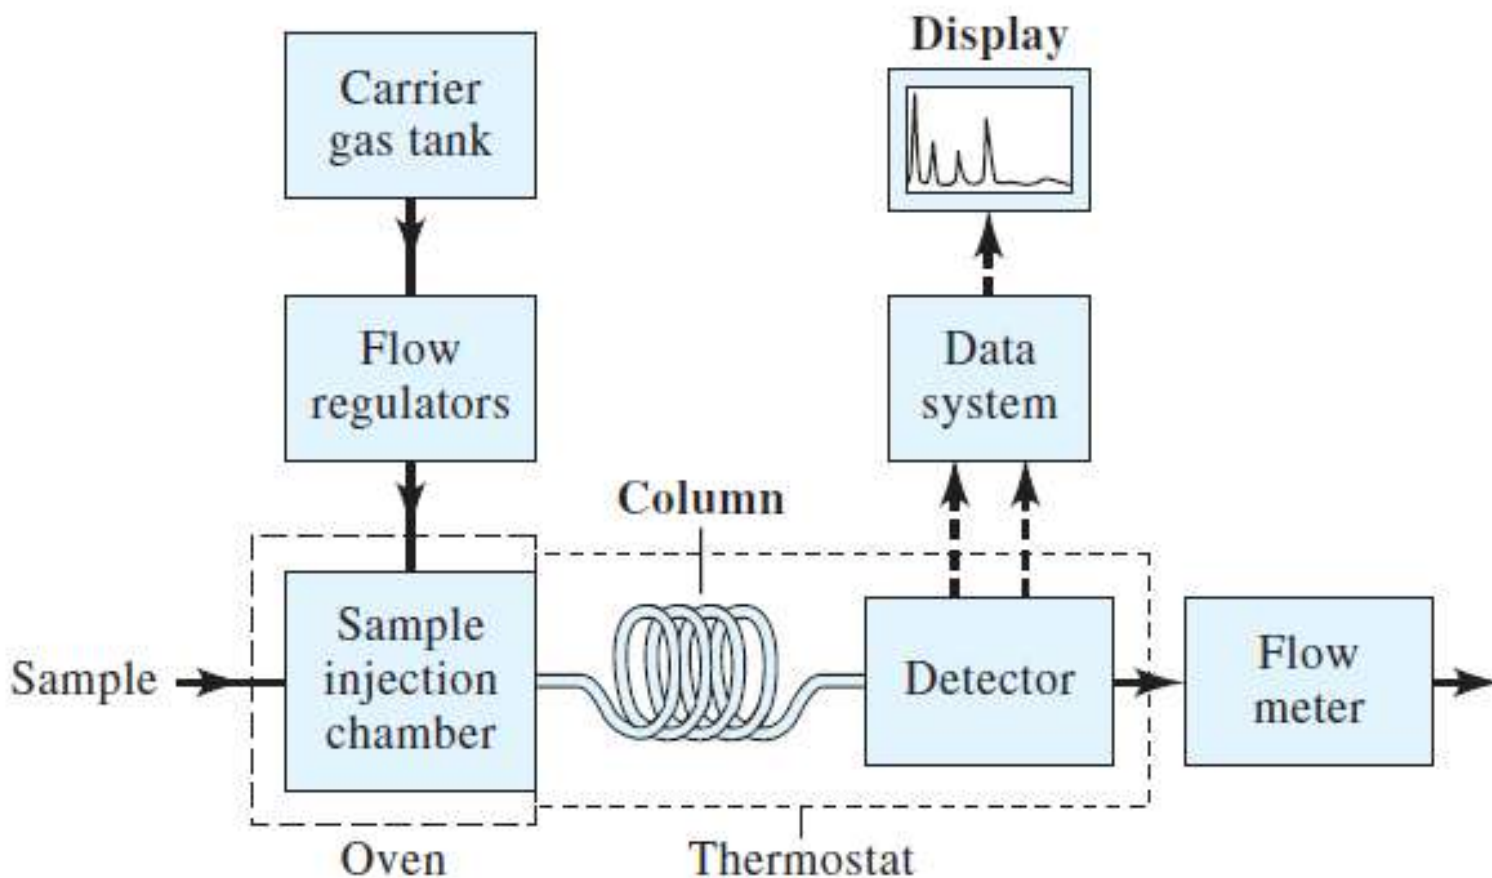 Display
Carrier
gas tank
Flow
regulators
Data
system
Column
Sample
Sample
injection
chamber
Detector
Flow
meter
Oven
Thermostat